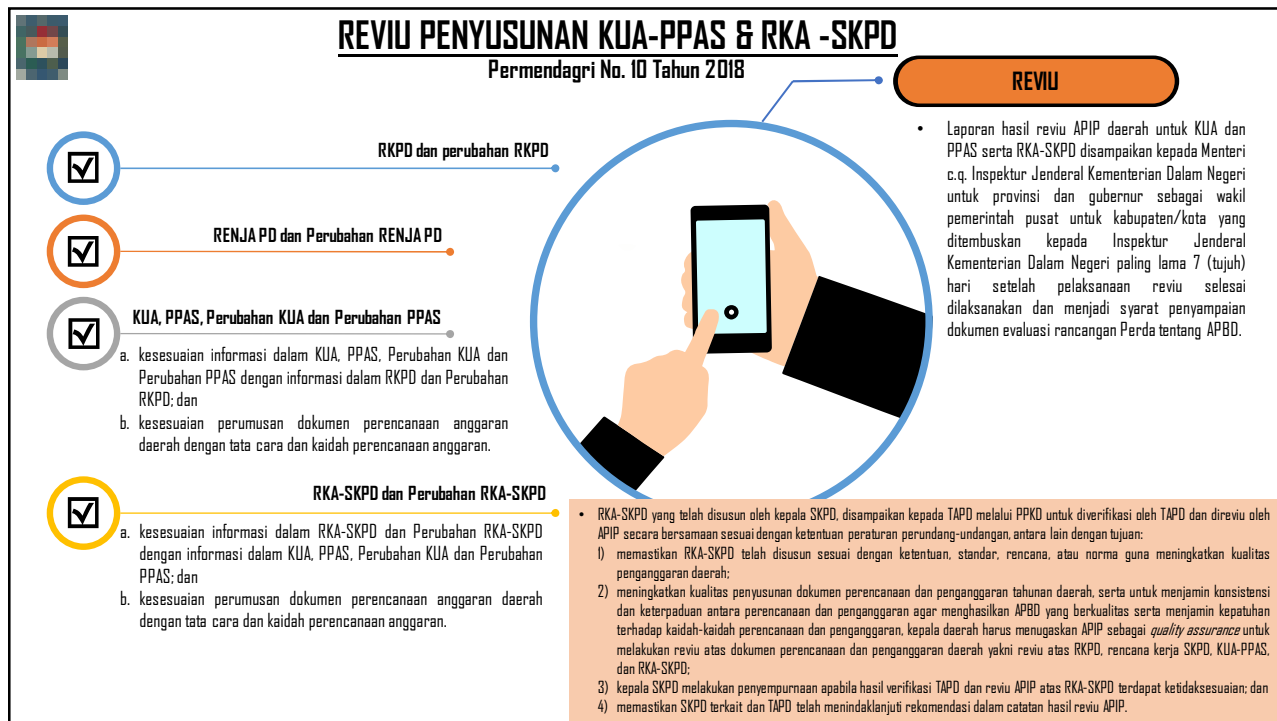 REVIU PENYUSUNAN KUA-PPAS & RKA -SKPD
Permendagri No. 10 Tahun 2018
RKPD dan perubahan RKPD
RENJA PD dan Perubahan RENJA PD
KUA, PPAS, Perubahan KUA dan Perubahan PPAS
a. kesesuaian informasi dalam KUA, PPAS, Perubahan KUA dan
Perubahan PPAS dengan informasi dalam RKPD dan Perubahan
RKPD; dan
b. kesesuaian perumusan dokumen perencanaan anggaran
daerah dengan tata cara dan kaidah perencanaan anggaran.
RKA-SKPD dan Perubahan RKA-SKPD
a. kesesuaian informasi dalam RKA-SKPD dan Perubahan RKA-SKPD
dengan informasi dalam KUA, PPAS, Perubahan KUA dan Perubahan
PPAS; dan
b. kesesuaian perumusan dokumen perencanaan anggaran daerah
dengan tata cara dan kaidah perencanaan anggaran.
REVIU
• Laporan hasil reviu APIP daerah untuk KUA dan
PPAS serta RKA-SKPD disampaikan kepada Menteri
c.q. Inspektur Jenderal Kementerian Dalam Negeri
untuk provinsi dan gubernur sebagai wakil
pemerintah pusat untuk kabupaten/kota yang
ditembuskan kepada Inspektur Jenderal
Kementerian Dalam Negeri paling lama 7 (tujuh)
hari setelah pelaksanaan reviu selesai
dilaksanakan dan menjadi syarat penyampaian
dokumen evaluasi rancangan Perda tentang APBD.
• RKA-SKPD yang telah disusun oleh kepala SKPD, disampaikan kepada TAPD melalui PPKD untuk diverifikasi oleh TAPD dan direviu oleh
APIP secara bersamaan sesuai dengan ketentuan peraturan perundang-undangan, antara lain dengan tujuan:
1) memastikan RKA-SKPD telah disusun sesuai dengan ketentuan, standar, rencana, atau norma guna meningkatkan kualitas
penganggaran daerah;
2) meningkatkan kualitas penyusunan dokumen perencanaan dan penganggaran tahunan daerah, serta untuk menjamin konsistensi
dan keterpaduan antara perencanaan dan penganggaran agar menghasilkan APBD yang berkualitas serta menjamin kepatuhan
terhadap kaidah-kaidah perencanaan dan penganggaran, kepala daerah harus menugaskan APIP sebagai quality assurance untuk
melakukan reviu atas dokumen perencanaan dan penganggaran daerah yakni reviu atas RKPD, rencana kerja SKPD, KUA-PPAS,
dan RKA-SKPD;
3) kepala SKPD melakukan penyempurnaan apabila hasil verifikasi TAPD dan reviu APIP atas RKA-SKPD terdapat ketidaksesuaian; dan
4) memastikan SKPD terkait dan TAPD telah menindaklanjuti rekomendasi dalam catatan hasil reviu APIP.